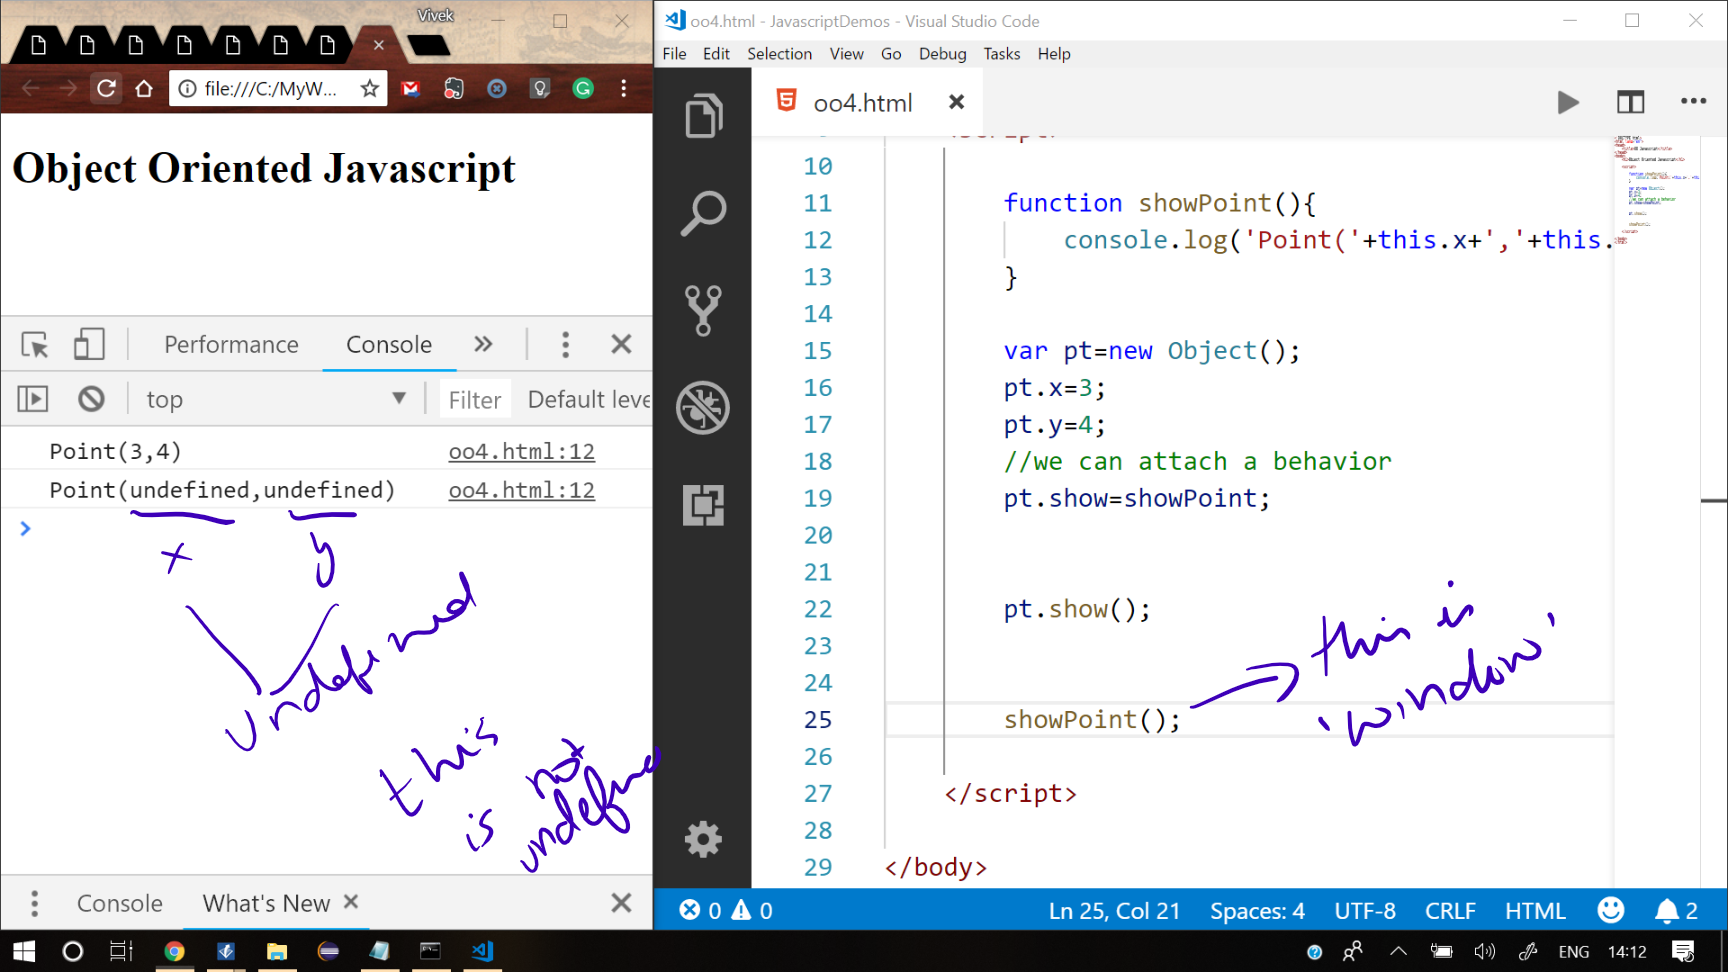 Vivek
file:///C:/MyW...
Object Oriented Javascript
Performance
Console
top
Filter
Default leve
Point(3,4)
oo4.html:12
Point(undefined,undefined)
oo4.html:12
x
y
undefined
this
is not
undefined
Console
What's New
oo4.html - JavascriptDemos - Visual Studio Code
File Edit Selection View Go Debug Tasks Help
oo4.html
10
11 function showPoint(){
12 console.log('Point('+this.x+','+this.
13 }
14
15 var pt=new Object();
16 pt.x=3;
17 pt.y=4;
18 //we can attach a behavior
19 pt.show=showPoint;
20
21
22 pt.show();
23
24
25 showPoint();
this is
'window'
26
27 </script>
28
29 </body>
0 0
Ln 25, Col 21
Spaces: 4
UTF-8
CRLF
HTML
2
ENG
14:12